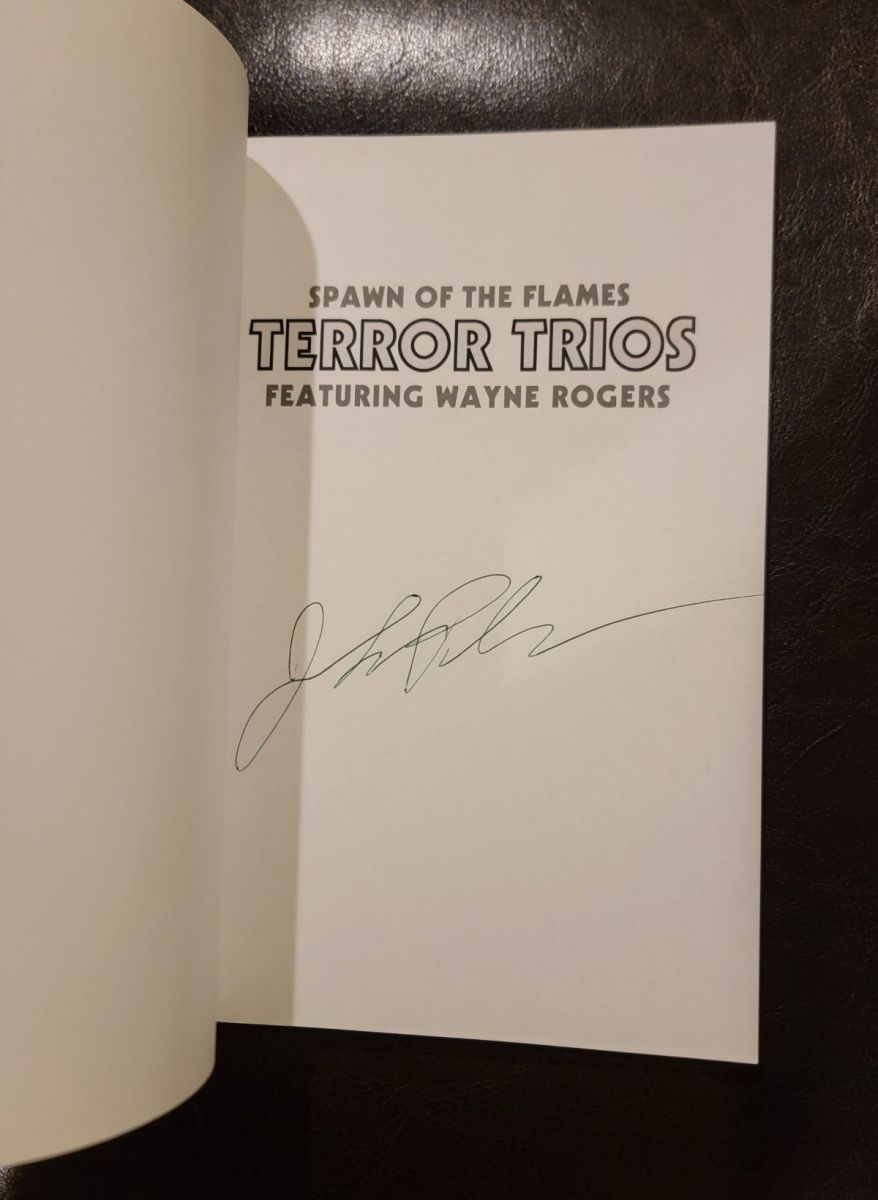 SPAWN OF THE FLAMES
TERROR TRIOS
FEATURING WAYNE ROGERS